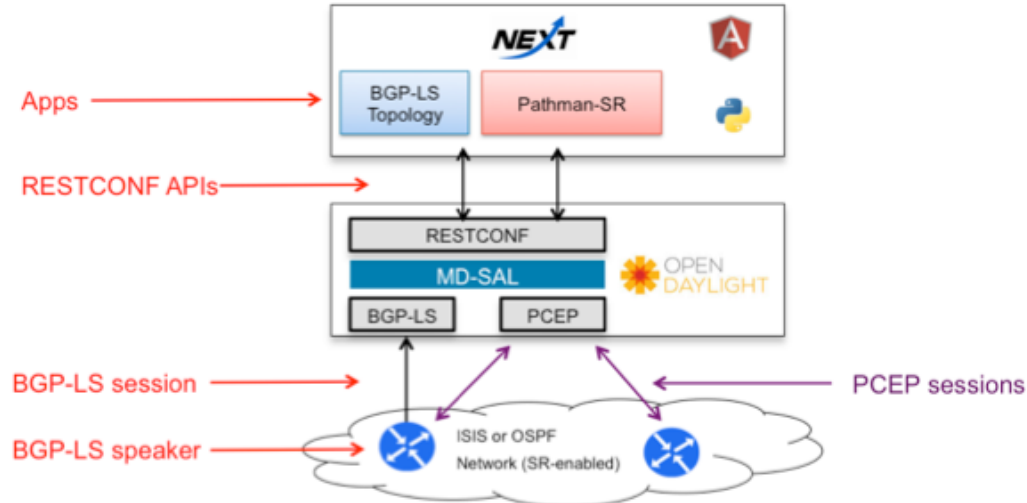 NEXT
Apps
BGP-LS
Topology
Pathman-SR
RESTCONF APIs
RESTCONF
MD-SAL
OPEN
DAYLIGHT
BGP-LS
PCEP
BGP-LS session
PCEP sessions
BGP-LS speaker
ISIS or OSPF
Network (SR-enabled)